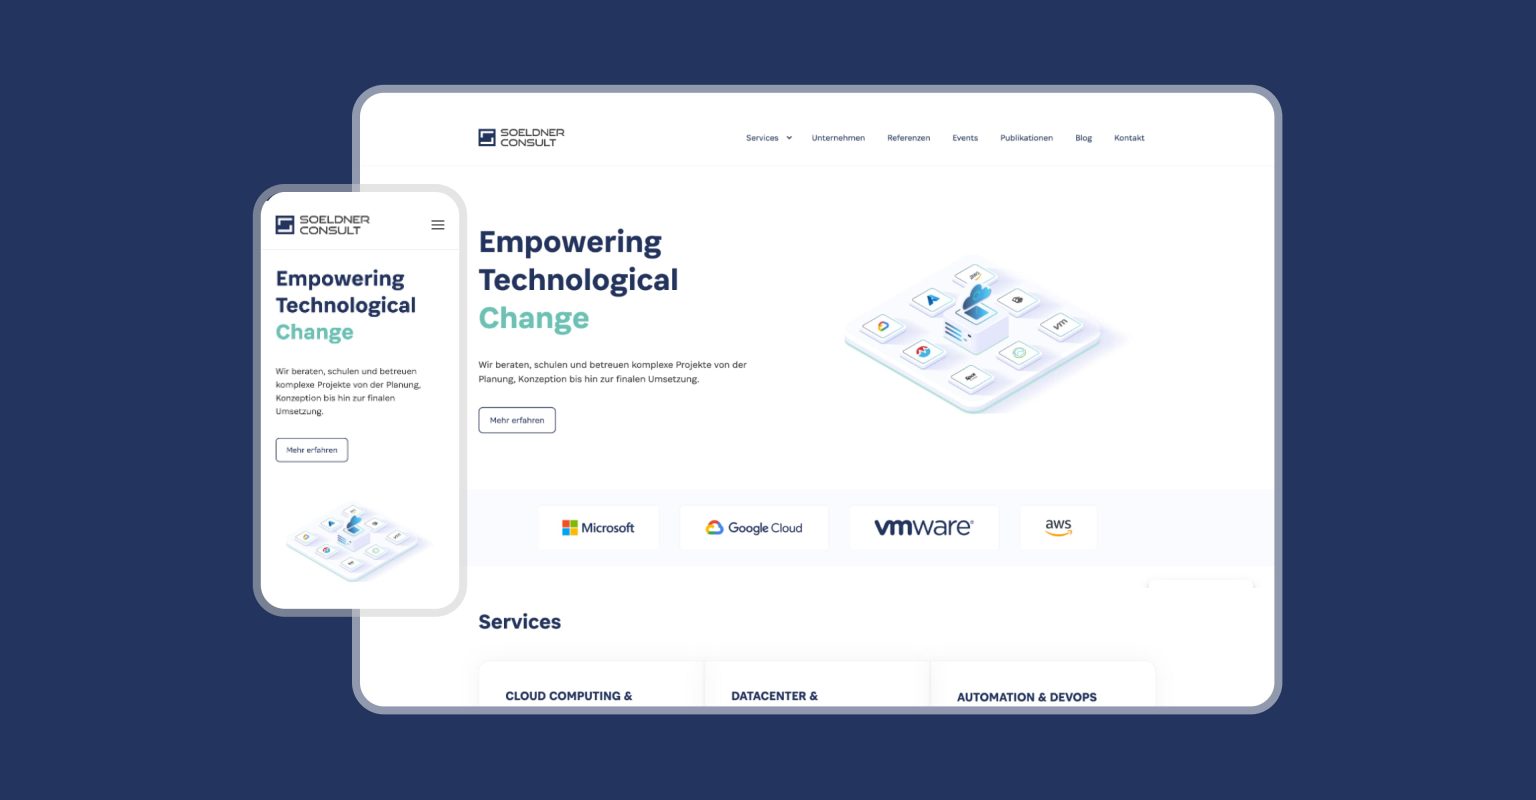 SOELDNER
CONSULT
Services
Unternehmen
Referenzen
Events
Publikationen
Blog
Kontakt
Empowering
Technological
Change
Wir beraten, schulen und betreuen komplexe Projekte von der
Planung, Konzeption bis hin zur finalen Umsetzung.
Mehr erfahren
vm
Microsoft
Google Cloud
vmware®
aws
Services
CLOUD COMPUTING &
DATACENTER &
AUTOMATION & DEVOPS
SOELDNER
CONSULT
Empowering
Technological
Change
Wir beraten, schulen und betreuen
komplexe Projekte von der Planung,
Konzeption bis hin zur finalen
Umsetzung.
Mehr erfahren